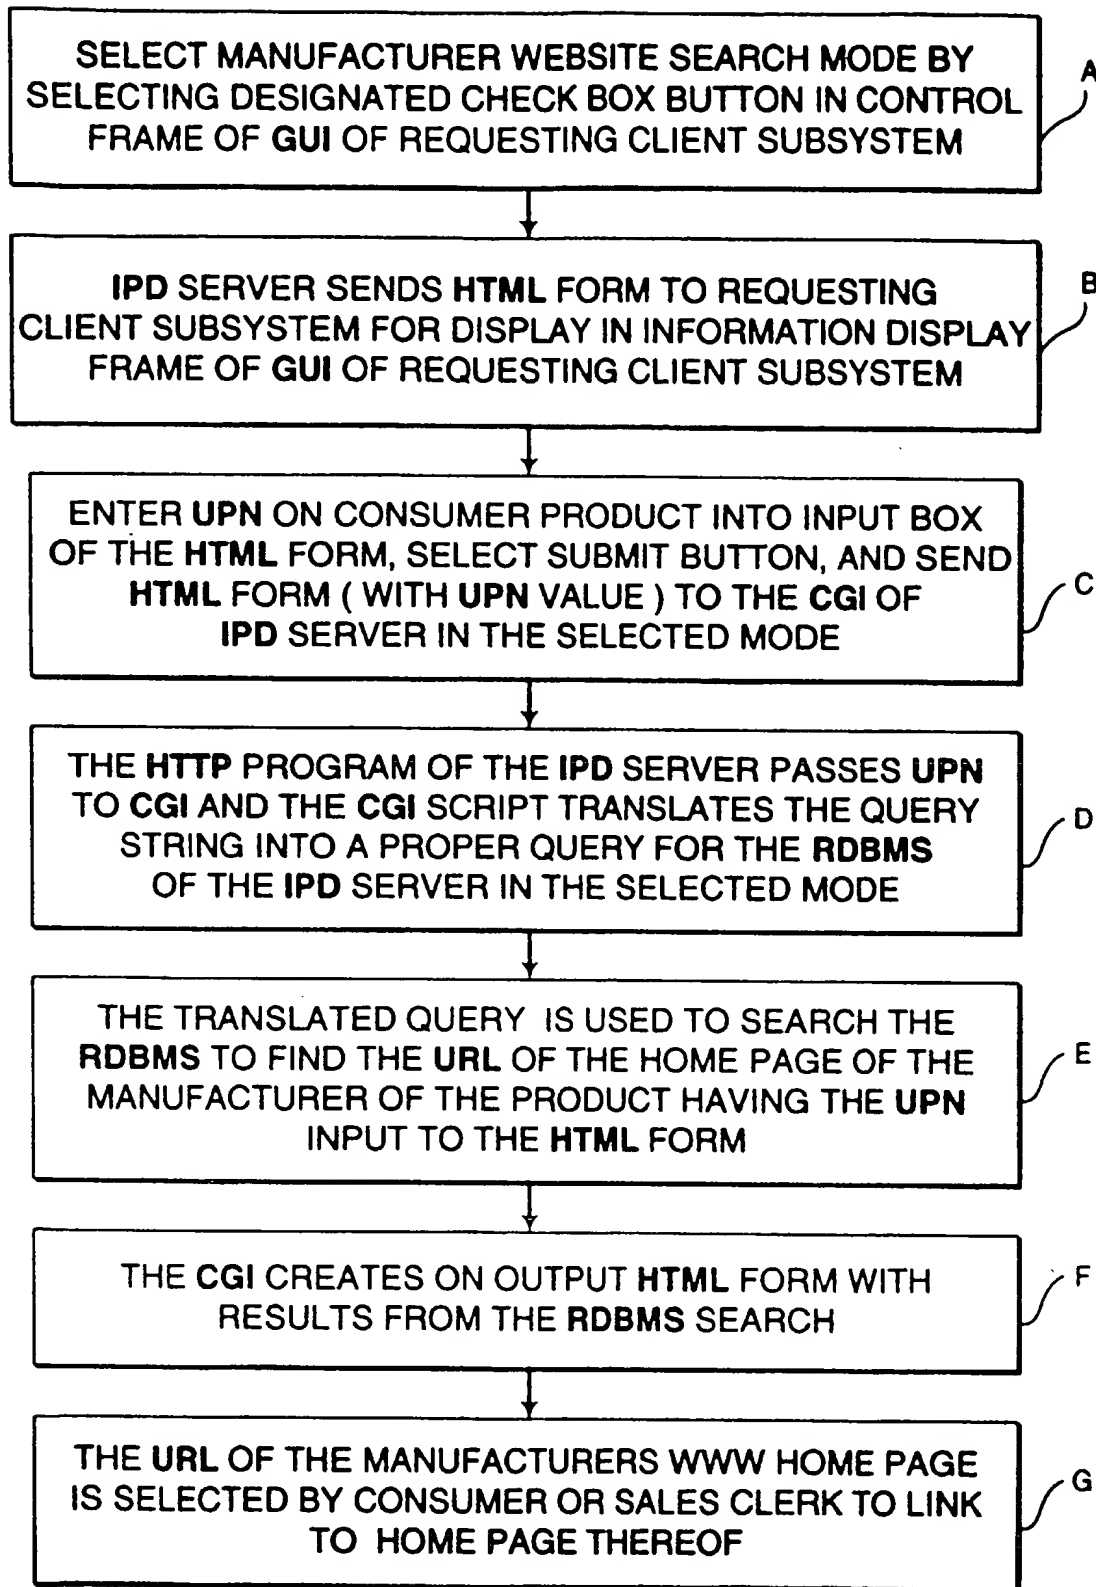 SELECT MANUFACTURER WEBSITE SEARCH MODE BY
SELECTING DESIGNATED CHECK BOX BUTTON IN CONTROL
FRAME OF GUI OF REQUESTING CLIENT SUBSYSTEM
A
IPD SERVER SENDS HTML FORM TO REQUESTING
CLIENT SUBSYSTEM FOR DISPLAY IN INFORMATION DISPLAY
FRAME OF GUI OF REQUESTING CLIENT SUBSYSTEM
B
ENTER UPN ON CONSUMER PRODUCT INTO INPUT BOX
OF THE HTML FORM, SELECT SUBMIT BUTTON, AND SEND
HTML FORM ( WITH UPN VALUE ) TO THE CGI OF
IPD SERVER IN THE SELECTED MODE
C
THE HTTP PROGRAM OF THE IPD SERVER PASSES UPN
TO CGI AND THE CGI SCRIPT TRANSLATES THE QUERY
STRING INTO A PROPER QUERY FOR THE RDBMS
OF THE IPD SERVER IN THE SELECTED MODE
D
THE TRANSLATED QUERY IS USED TO SEARCH THE
RDBMS TO FIND THE URL OF THE HOME PAGE OF THE
MANUFACTURER OF THE PRODUCT HAVING THE UPN
INPUT TO THE HTML FORM
E
THE CGI CREATES ON OUTPUT HTML FORM WITH
RESULTS FROM THE RDBMS SEARCH
F
THE URL OF THE MANUFACTURERS WWW HOME PAGE
IS SELECTED BY CONSUMER OR SALES CLERK TO LINK
TO HOME PAGE THEREOF
G